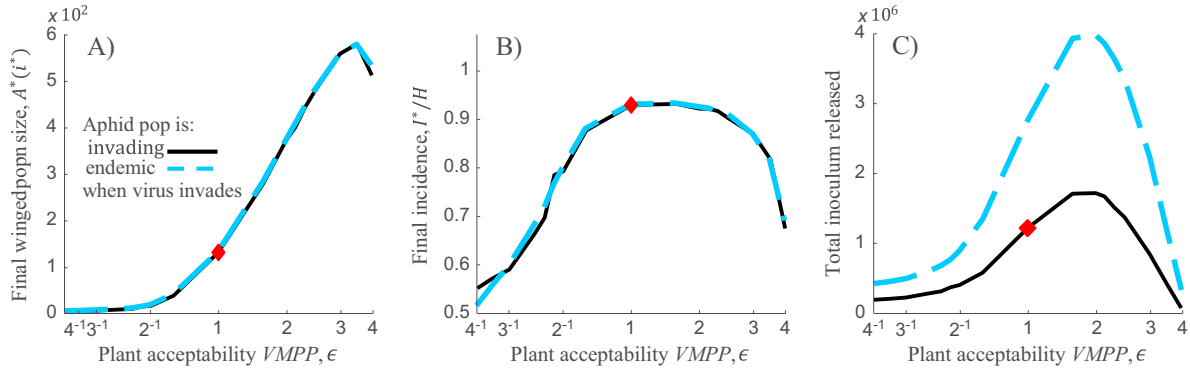 x 10²
A)
6
5
4
3
2
1
0
Final wingedpopn size, A*(i*)
Aphid pop is:
invading
endemic
when virus invades
4⁻¹ 3⁻¹ 2⁻¹ 1 2 3 4
Plant acceptability VMPP, ϵ
B)
1
0.9
0.8
0.7
0.6
0.5
Final incidence, I*/H
4⁻¹ 3⁻¹ 2⁻¹ 1 2 3 4
Plant acceptability VMPP, ϵ
x 10⁶
C)
4
3
2
1
0
Total inoculum released
4⁻¹ 3⁻¹ 2⁻¹ 1 2 3 4
Plant acceptability VMPP, ϵ